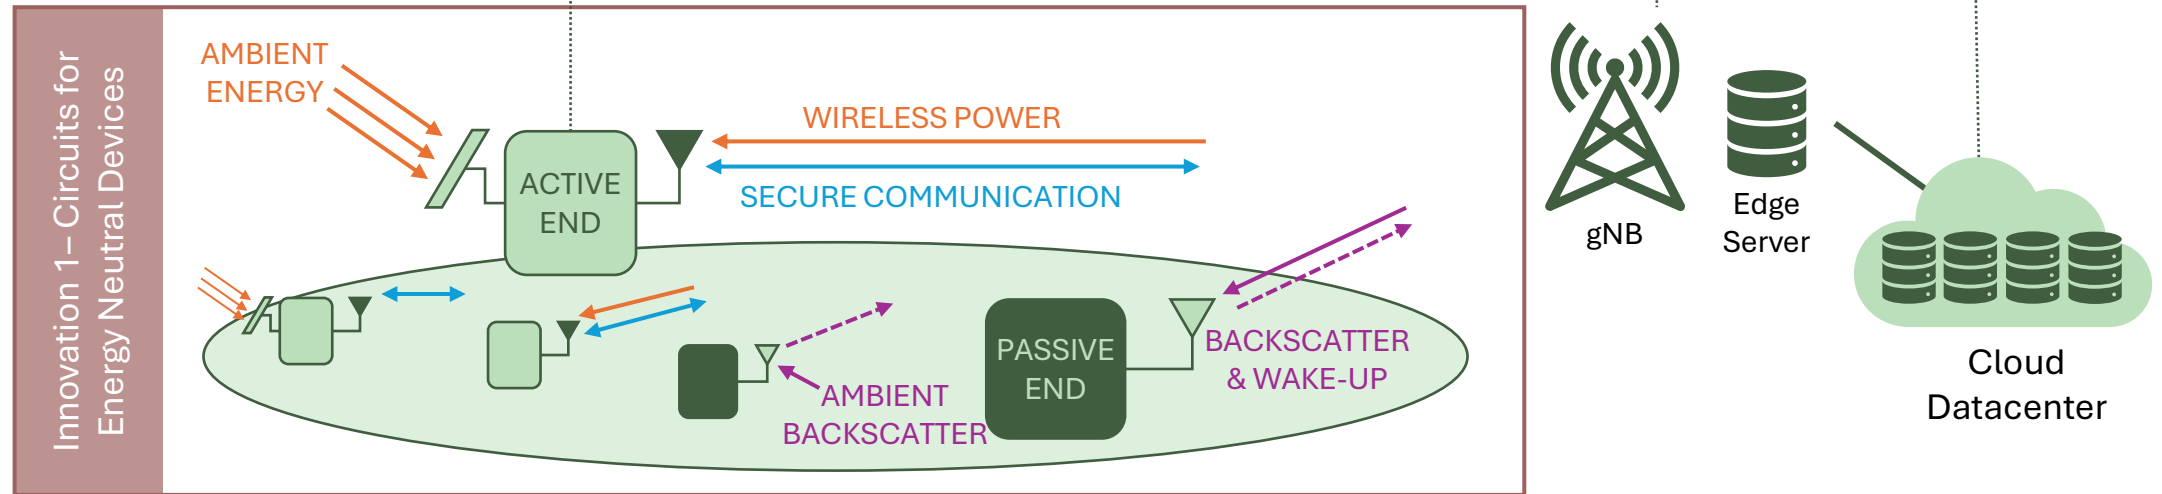 Innovation 1– Circuits for
Energy Neutral Devices
AMBIENT
ENERGY
ACTIVE
END
WIRELESS POWER
SECURE COMMUNICATION
AMBIENT
BACKSCATTER
PASSIVE
END
BACKSCATTER
& WAKE-UP
gNB
Edge
Server
Cloud
Datacenter